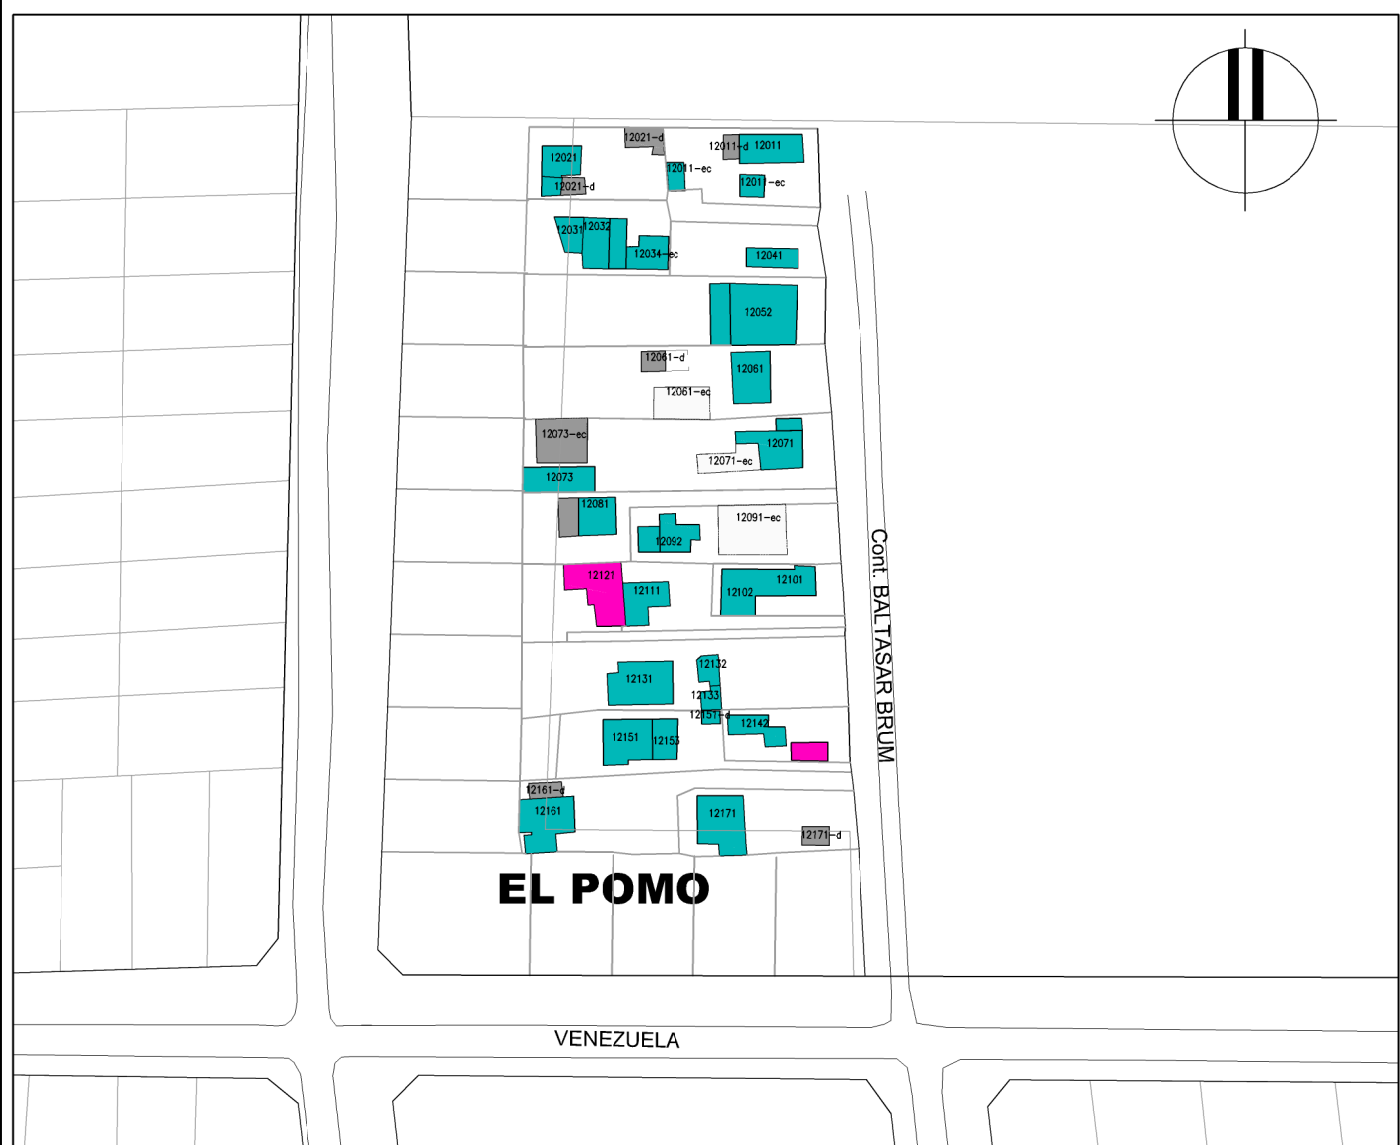 12021-d
12011-d
12011
12021
12011-ec
12021-d
12011-ec
12031
12032
12034-ec
12041
12052
12061-d
12061
12061-ec
12073-ec
12071
12071-ec
12073
12081
12091-ec
12092
12121
12101
12111
12102
Cont. BALTASAR BRUM
12132
12131
12133
12151-d
12142
12151
12153
12161-d
12161
12171
12171-d
EL POMO
VENEZUELA